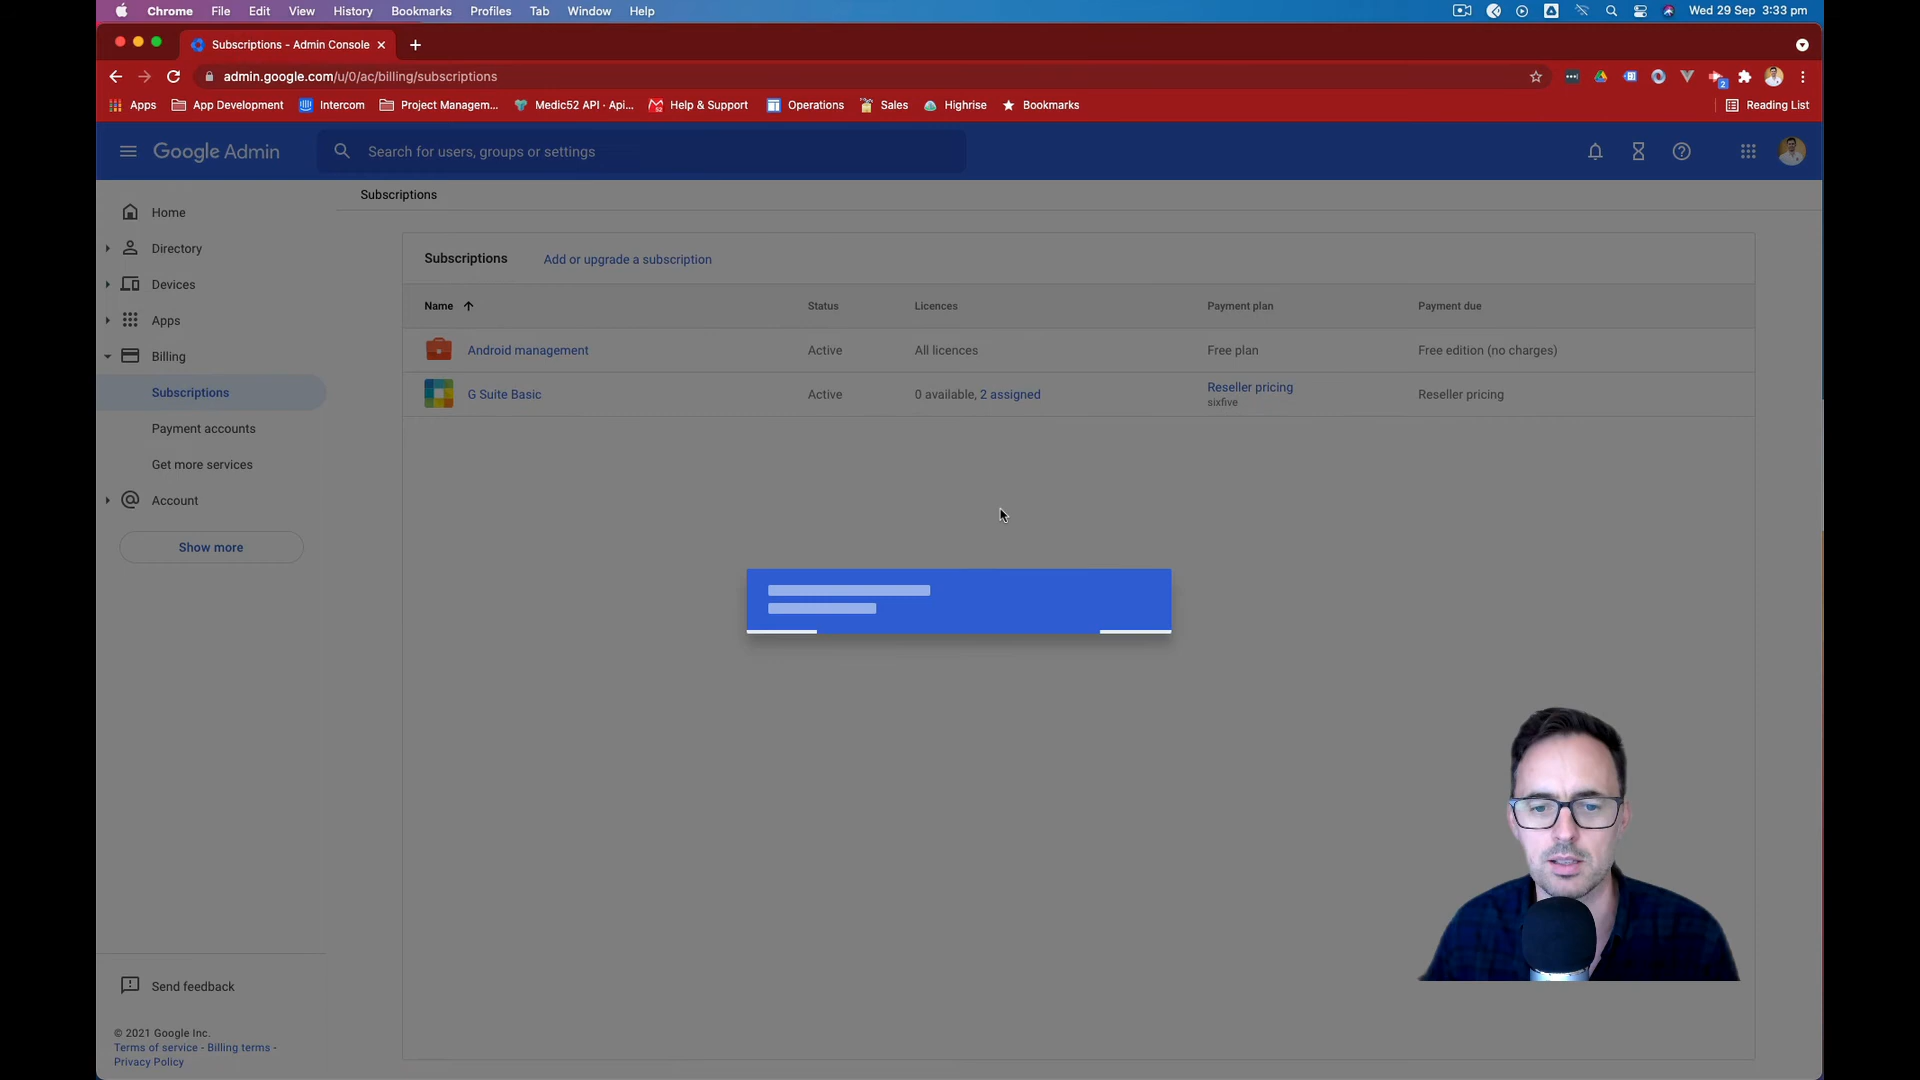 Chrome File Edit View History Bookmarks Profiles Tab Window Help Wed 29 Sep 3:33 pm
Subscriptions - Admin Console
admin.google.com/u/0/ac/billing/subscriptions
2
Apps App Development Intercom Project Managem... Medic52 API · Api... Help & Support Operations Sales Highrise Bookmarks Reading List
Google Admin Search for users, groups or settings
Subscriptions
Home
Directory
Devices
Apps
Billing
Subscriptions
Payment accounts
Get more services
Account
Show more
Subscriptions Add or upgrade a subscription
Name Status Licences Payment plan Payment due
Android management Active All licences Free plan Free edition (no charges)
G Suite Basic Active 0 available, 2 assigned Reseller pricing Reseller pricing
sixfive
Send feedback
© 2021 Google Inc.
Terms of service - Billing terms -
Privacy Policy